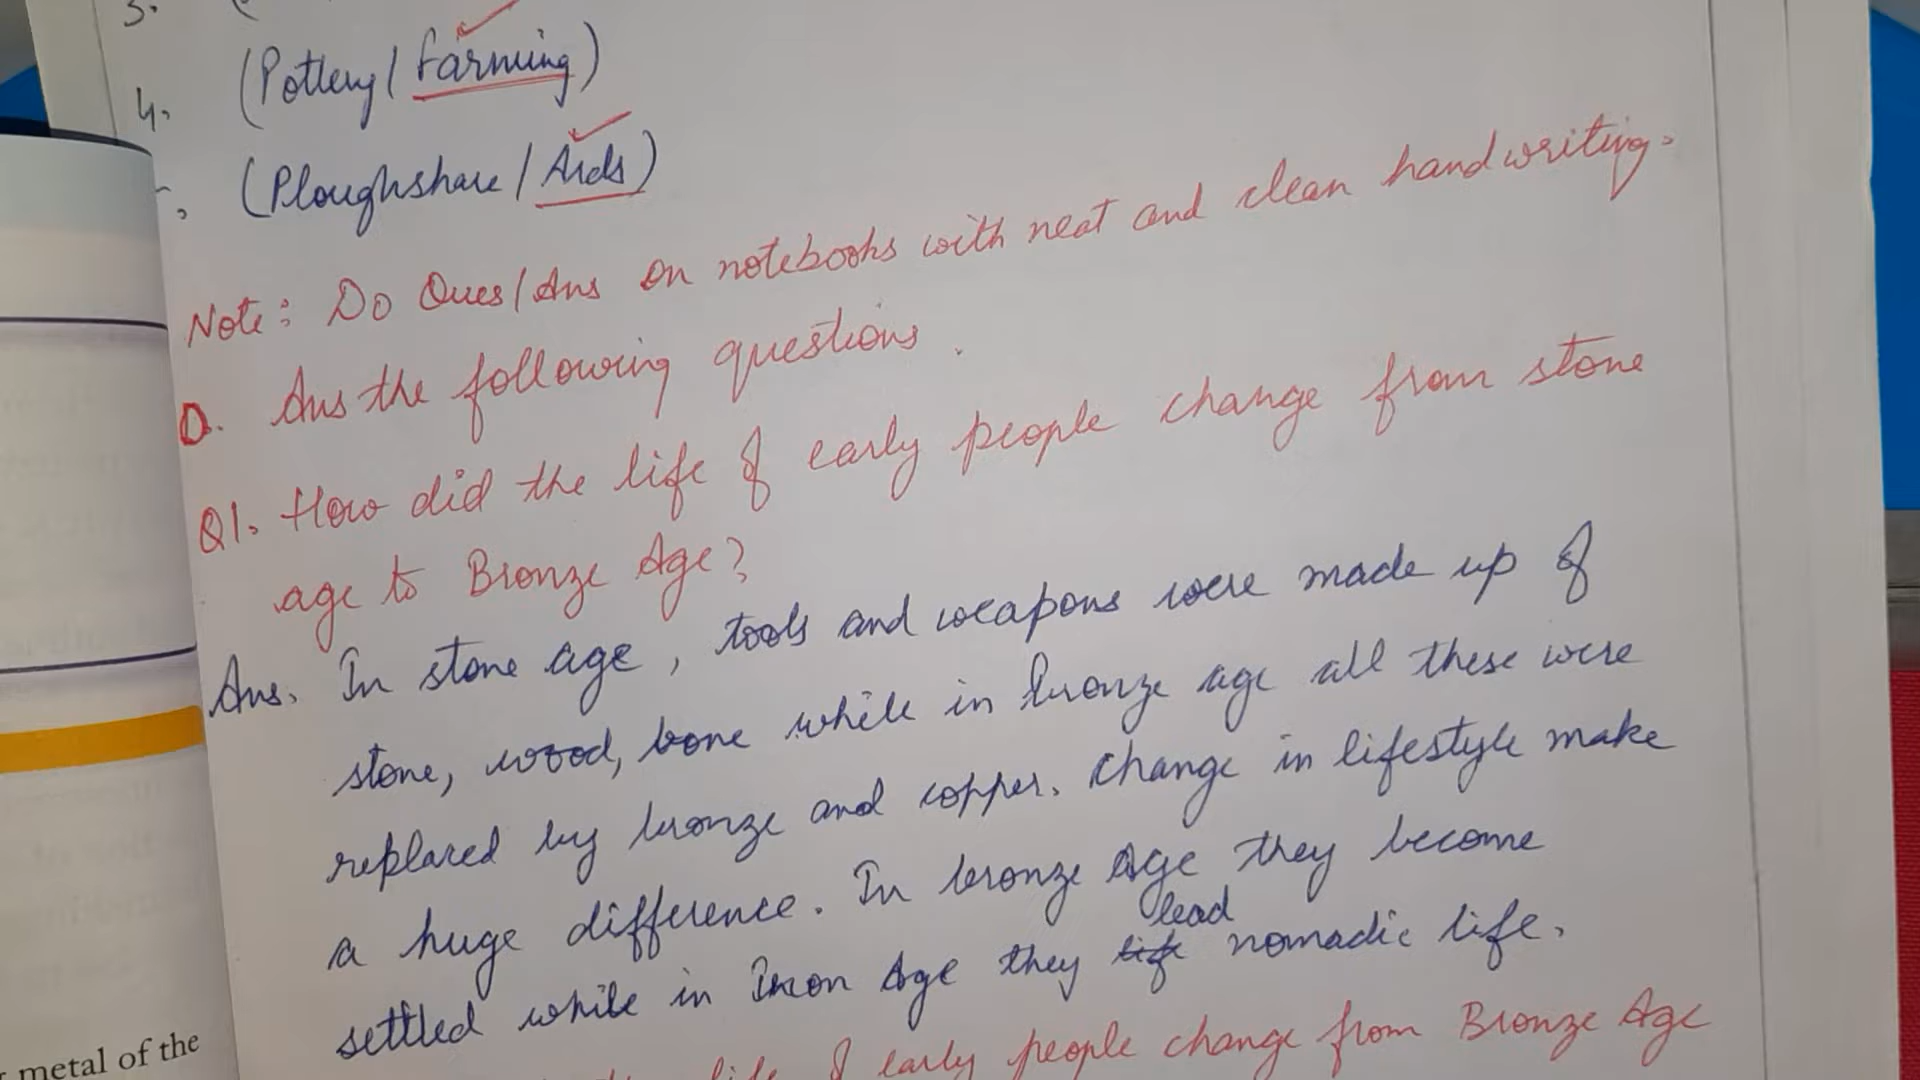 3.
4. (Pottery/Farming)
(Ploughshare/Ards)
Note: Do Ques/Ans on notebooks with neat and clean handwriting.
D. Ans the following questions.
Q1. How did the life of early people change from stone
age to Bronze Age?
Ans. In stone age, tools and weapons were made up of
stone, wood, bone while in bronze age all these were
replaced by bronze and copper. Change in lifestyle make
a huge difference. In bronze Age they become
settled while in Iron Age they lead nomadic life.
life of early people change from Bronze Age
metal of the